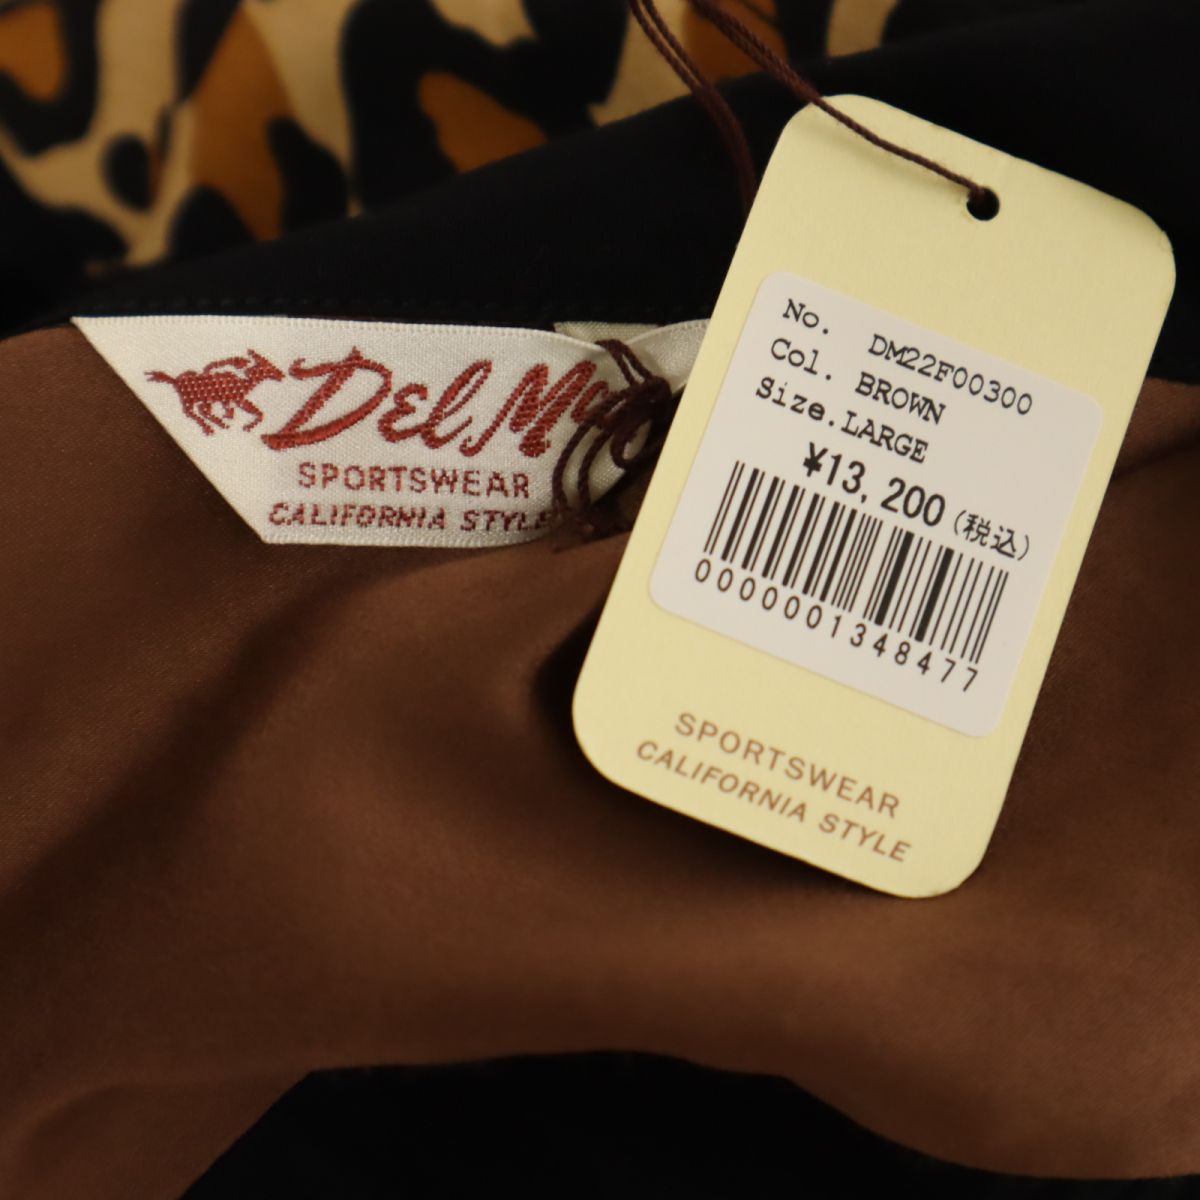 Del
SPORTSWEAR
CALIFORNIA STYLE
No. DM22F00300
Col. BROWN
Size.LARGE
¥13,200(税込)
0000001348477
SPORTSWEAR
CALIFORNIA STYLE